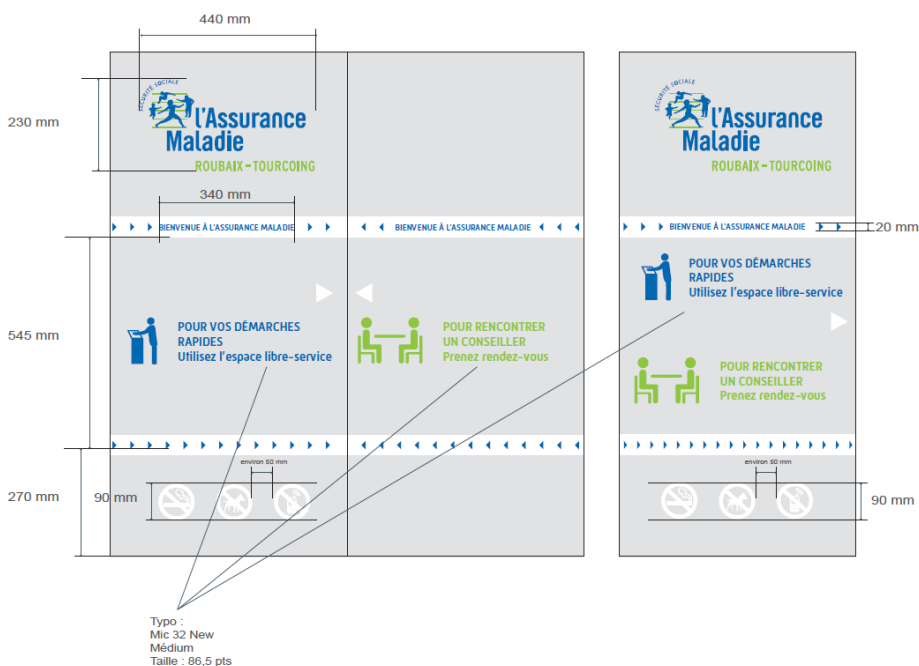 440 mm
230 mm
SÉCURITÉ SOCIALE
l'Assurance
Maladie
ROUBAIX - TOURCOING
340 mm
BIENVENUE À L'ASSURANCE MALADIE
BIENVENUE À L'ASSURANCE MALADIE
545 mm
POUR VOS DÉMARCHES
RAPIDES
Utilisez l'espace libre-service
POUR RENCONTRER
UN CONSEILLER
Prenez rendez-vous
environ 50 mm
270 mm
90 mm
SÉCURITÉ SOCIALE
l'Assurance
Maladie
ROUBAIX - TOURCOING
BIENVENUE À L'ASSURANCE MALADIE
20 mm
POUR VOS DÉMARCHES
RAPIDES
Utilisez l'espace libre-service
POUR RENCONTRER
UN CONSEILLER
Prenez rendez-vous
environ 50 mm
90 mm
Typo :
Mic 32 New
Médium
Taille : 86,5 pts